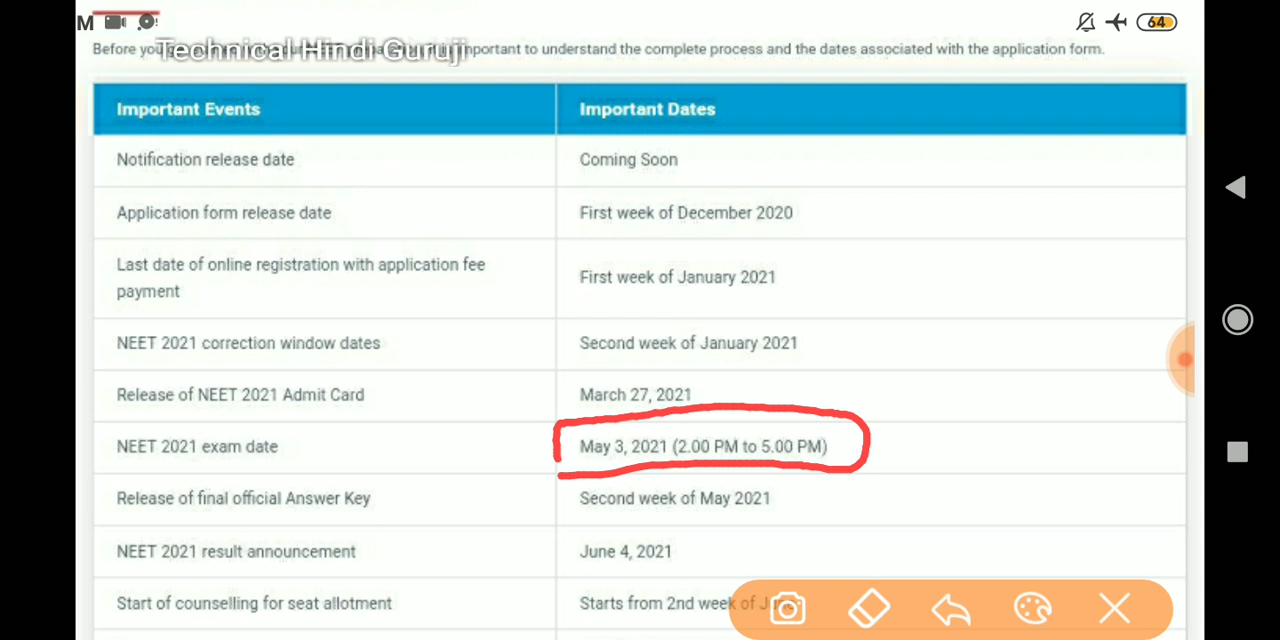 M
64
Technical Hindi Guruji
Before you important to understand the complete process and the dates associated with the application form.
Important Events Important Dates
Notification release date Coming Soon
Application form release date First week of December 2020
Last date of online registration with application fee
payment First week of January 2021
NEET 2021 correction window dates Second week of January 2021
Release of NEET 2021 Admit Card March 27, 2021
NEET 2021 exam date May 3, 2021 (2.00 PM to 5.00 PM)
Release of final official Answer Key Second week of May 2021
NEET 2021 result announcement June 4, 2021
Start of counselling for seat allotment Starts from 2nd week of June